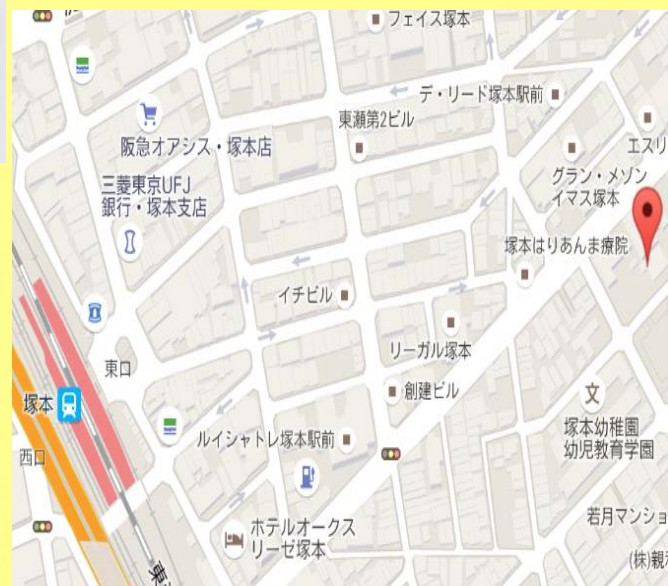 フェイス塚本
デ・リード塚本駅前
東瀬第2ビル
阪急オアシス・塚本店
エスリ
グラン・メゾン
イマス塚本
三菱東京UFJ
銀行・塚本支店
塚本はりあんま療院
イチビル
リーガル塚本
東口
創建ビル
塚本
文
塚本幼稚園
幼児教育学園
ルイシャトレ塚本駅前
西口
若月マンショ
ホテルオークス
リーゼ塚本
(株)親和
東海